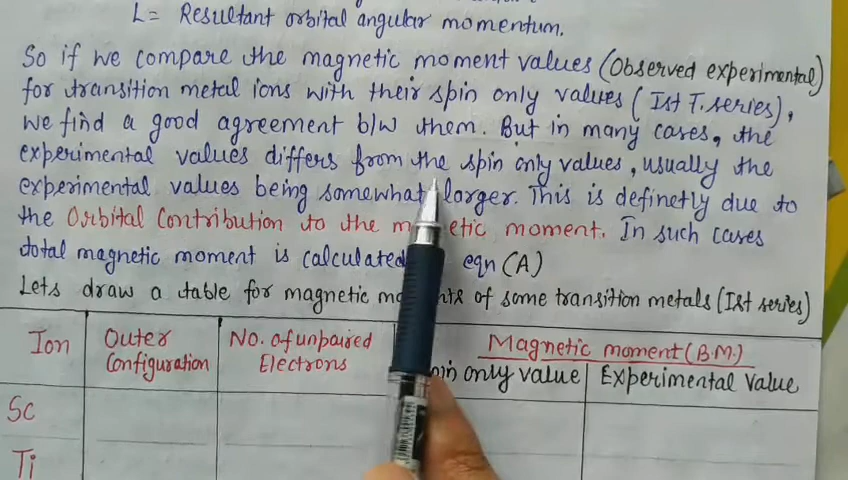 L= Resultant orbital angular momentum.
So if we compare the magnetic moment values (Observed experimental)
for transition metal ions with their spin only values (Ist T. series),
we find a good agreement b/w them. But in many cases, the
experimental values differs from the spin only values, usually the
experimental values being somewhat larger. This is definetly due to
the Orbital Contribution to the magnetic moment. In such cases
total magnetic moment is calculated eqn (A)
Lets draw a table for magnetic moments of some transition metals (Ist series)
Ion Outer Configuration No. of unpaired Electrons Magnetic moment (B.M.)
spin only value Experimental value
Sc
Ti